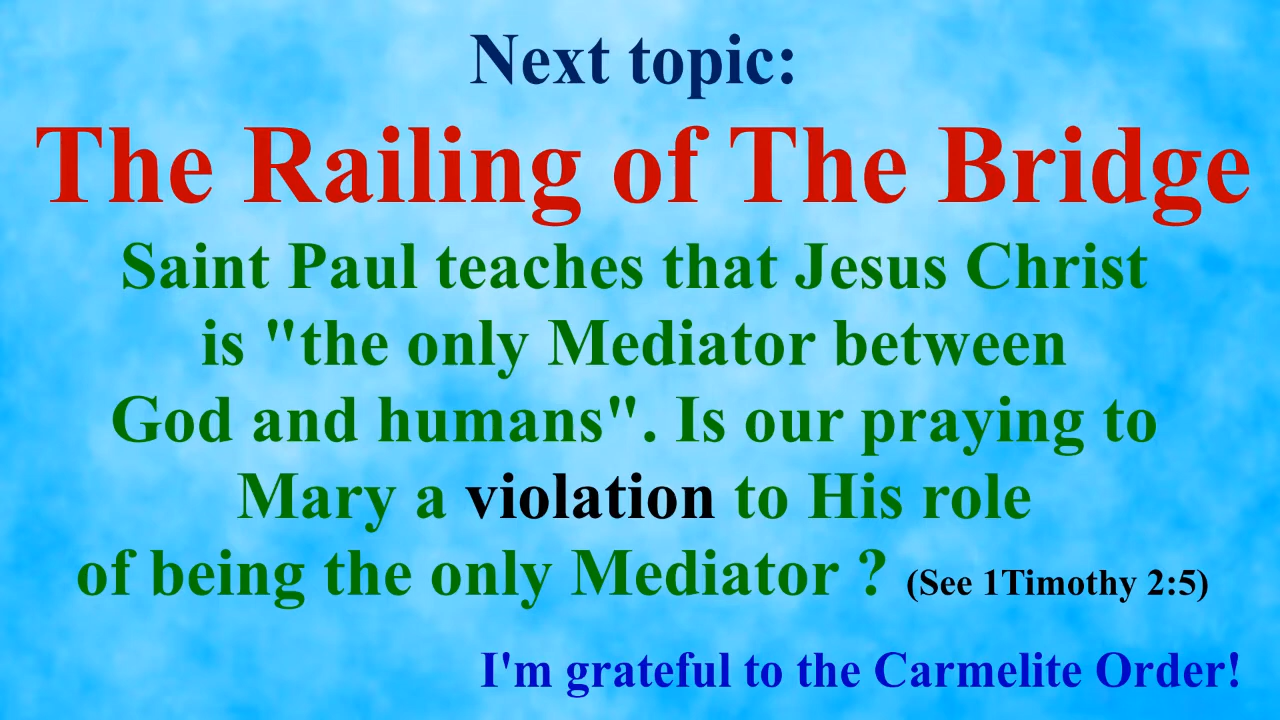 Next topic:
The Railing of The Bridge
Saint Paul teaches that Jesus Christ
is "the only Mediator between
God and humans". Is our praying to
Mary a violation to His role
of being the only Mediator ? (See 1Timothy 2:5)
I'm grateful to the Carmelite Order!